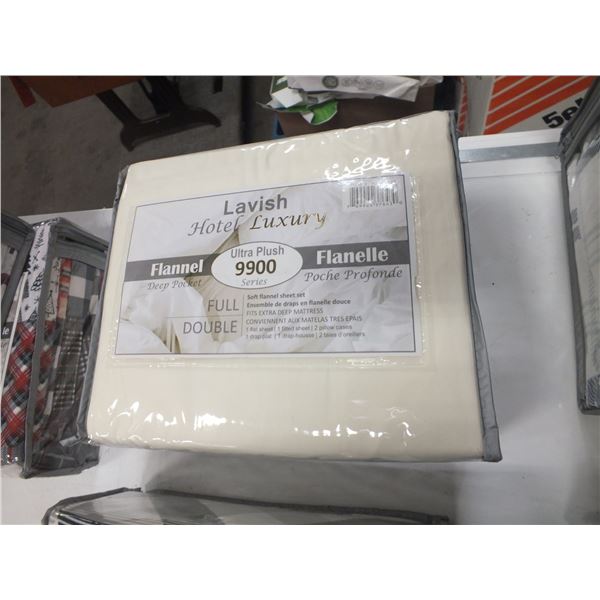 Lavish
Hotel Luxury
Flannel
Deep Pocket
Ultra Plush
9900
Series
Flanelle
Poche Profonde
FULL
DOUBLE
Soft flannel sheet set
Ensemble de draps en flanelle douce
FITS EXTRA DEEP MATTRESS
CONVIENNENT AUX MATELAS TRES EPAIS
1 flat sheet | 1 fitted sheet | 2 pillow cases
1 drap plat | 1 drap-housse | 2 taies d'oreillers
5el